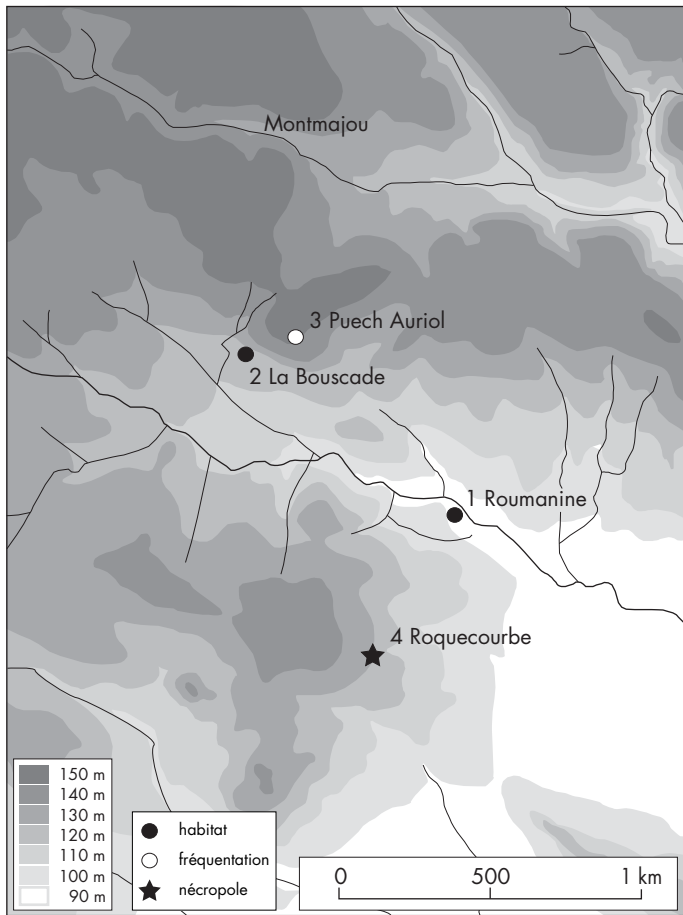 Montmajou
3 Puech Auriol
2 La Bouscade
1 Roumanine
4 Roquecourbe
150 m
140 m
130 m
120 m
110 m
100 m
90 m
habitat
fréquentation
nécropole
0 500 1 km